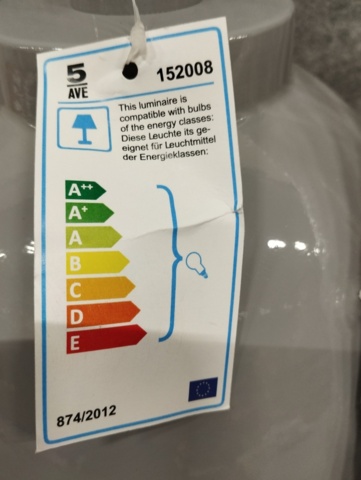 5
AVE
152008
This luminaire is
compatible with bulbs
of the energy classes:
Diese Leuchte its ge-
eignet für Leuchtmittel
der Energieklassen:
A++
A+
A
B
C
D
E
874/2012